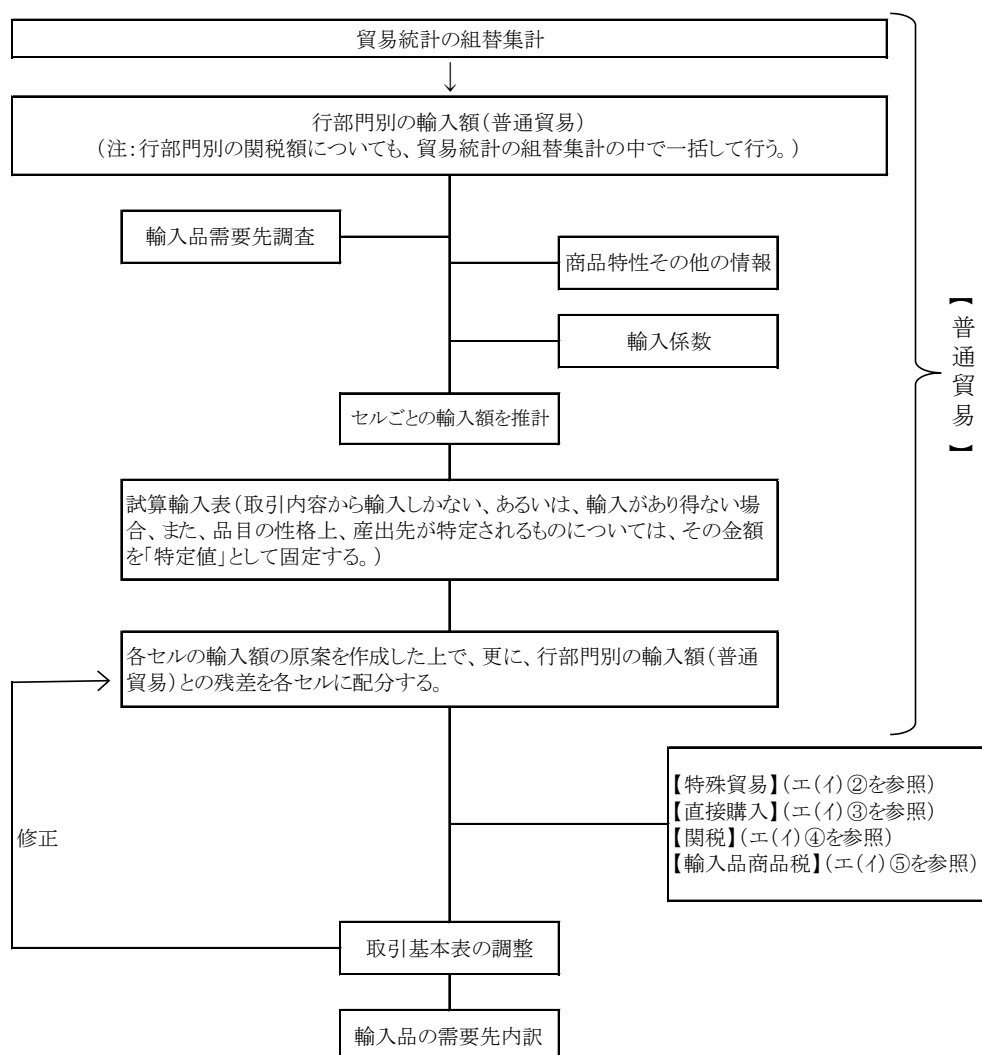 貿易統計の組替集計
行部門別の輸入額(普通貿易)
(注:行部門別の関税額についても、貿易統計の組替集計の中で一括して行う。)
輸入品需要先調査
商品特性その他の情報
輸入係数
【普通貿易】
セルごとの輸入額を推計
試算輸入表(取引内容から輸入しかない、あるいは、輸入があり得ない場
合、また、品目の性格上、産出先が特定されるものについては、その金額
を「特定値」として固定する。)
各セルの輸入額の原案を作成した上で、更に、行部門別の輸入額(普通
貿易)との残差を各セルに配分する。
【特殊貿易】(エ(イ)②を参照)
【直接購入】(エ(イ)③を参照)
【関税】(エ(イ)④を参照)
【輸入品商品税】(エ(イ)⑤を参照)
修正
取引基本表の調整
輸入品の需要先内訳